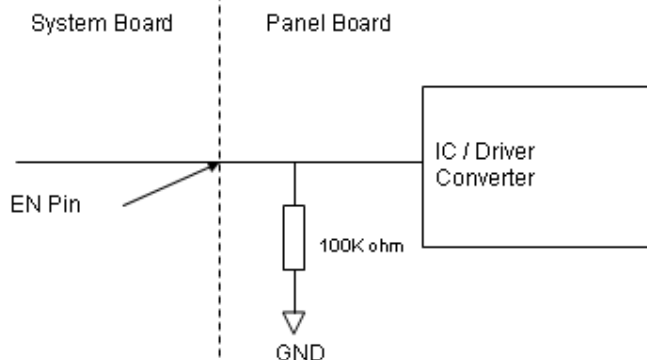 System Board
Panel Board
IC / Driver
Converter
EN Pin
100K ohm
GND